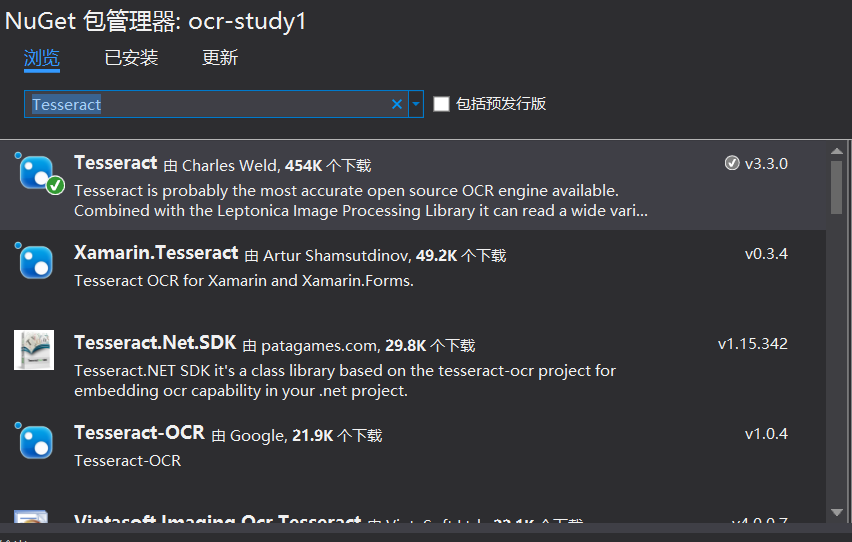 NuGet 包管理器: ocr-study1
浏览 已安装 更新
Tesseract 包括预发行版
Tesseract 由 Charles Weld, 454K 个下载 v3.3.0
Tesseract is probably the most accurate open source OCR engine available.
Combined with the Leptonica Image Processing Library it can read a wide vari...
Xamarin.Tesseract 由 Artur Shamsutdinov, 49.2K 个下载 v0.3.4
Tesseract OCR for Xamarin and Xamarin.Forms.
Tesseract.Net.SDK 由 patagames.com, 29.8K 个下载 v1.15.342
Tesseract.NET SDK it's a class library based on the tesseract-ocr project for
embedding ocr capability in your .net project.
Tesseract-OCR 由 Google, 21.9K 个下载 v1.0.4
Tesseract-OCR
Vintasoft.Imaging.Ocr.Tesseract 由 个下载